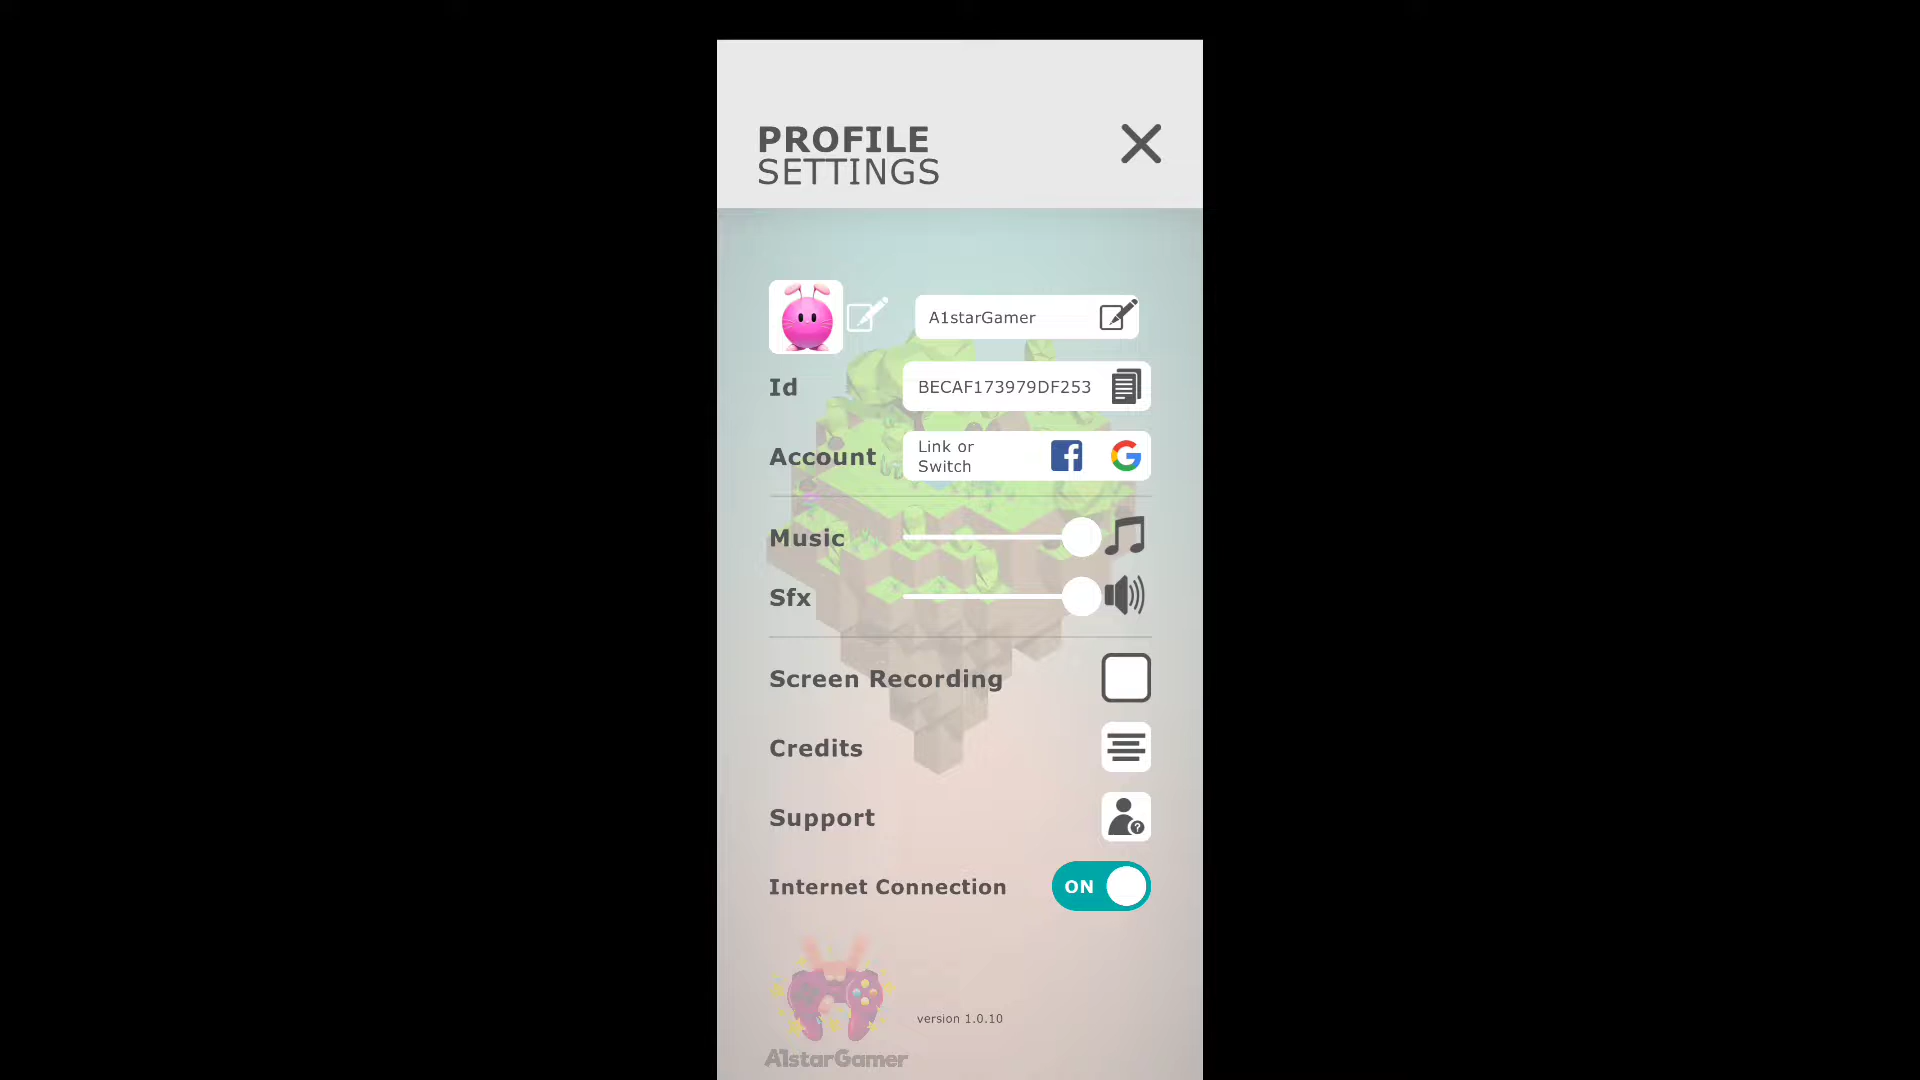 PROFILE
SETTINGS
A1starGamer
Id
BECAF173979DF253
Account
Link or
Switch
Music
Sfx
Screen Recording
Credits
Support
?
Internet Connection
ON
version 1.0.10
A1starGamer